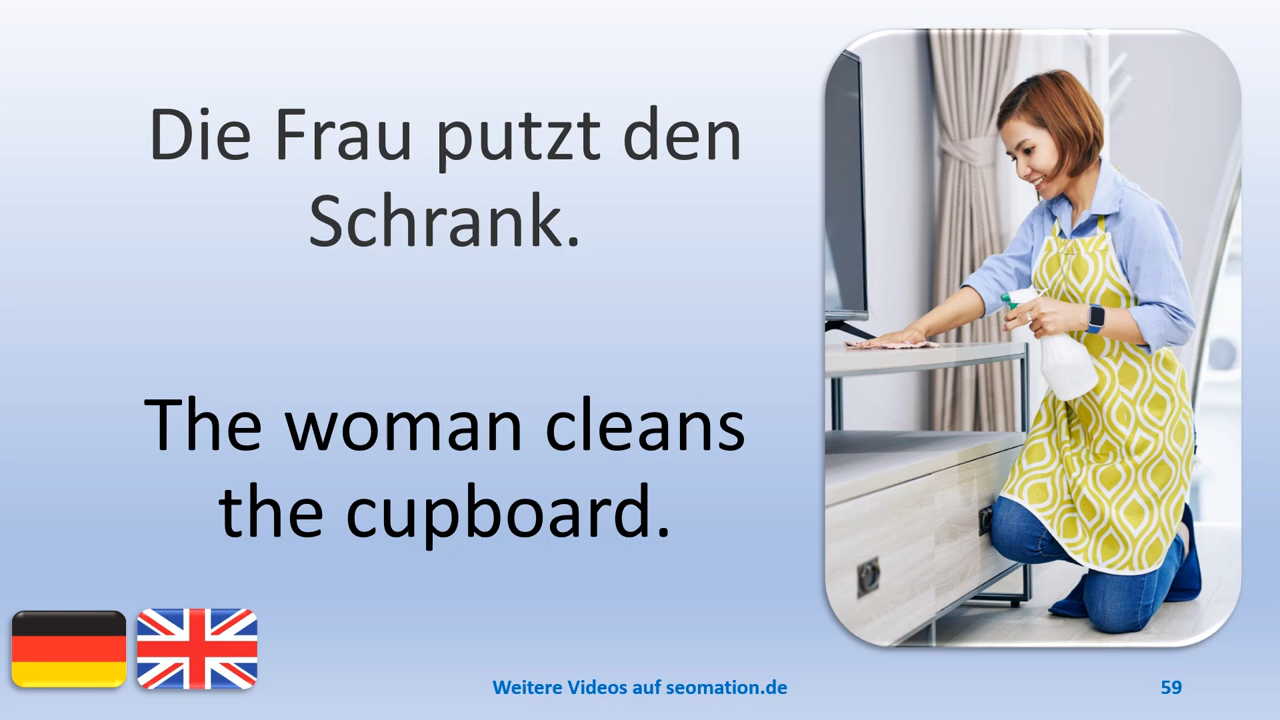 Die Frau putzt den
Schrank.
The woman cleans
the cupboard.
Weitere Videos auf seomation.de
59